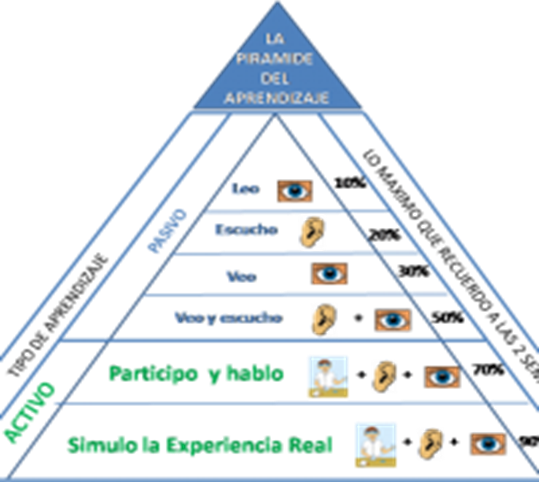 LA
PIRAMIDE
DEL
APRENDIZAJE
TIPO DE APRENDIZAJE
PASIVO
LO MAXIMO QUE RECUERDO A LAS 2
Leo 10%
Escucho 20%
Veo 30%
Veo y escucho + 50%
ACTIVO
Participo y hablo + + 70%
Simulo la Experiencia Real + +